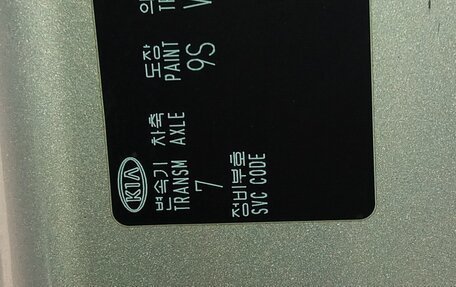 KIA
변속기 차축 도장
TRANSM AXLE PAINT
7 9S
정비부호
SVC CODE